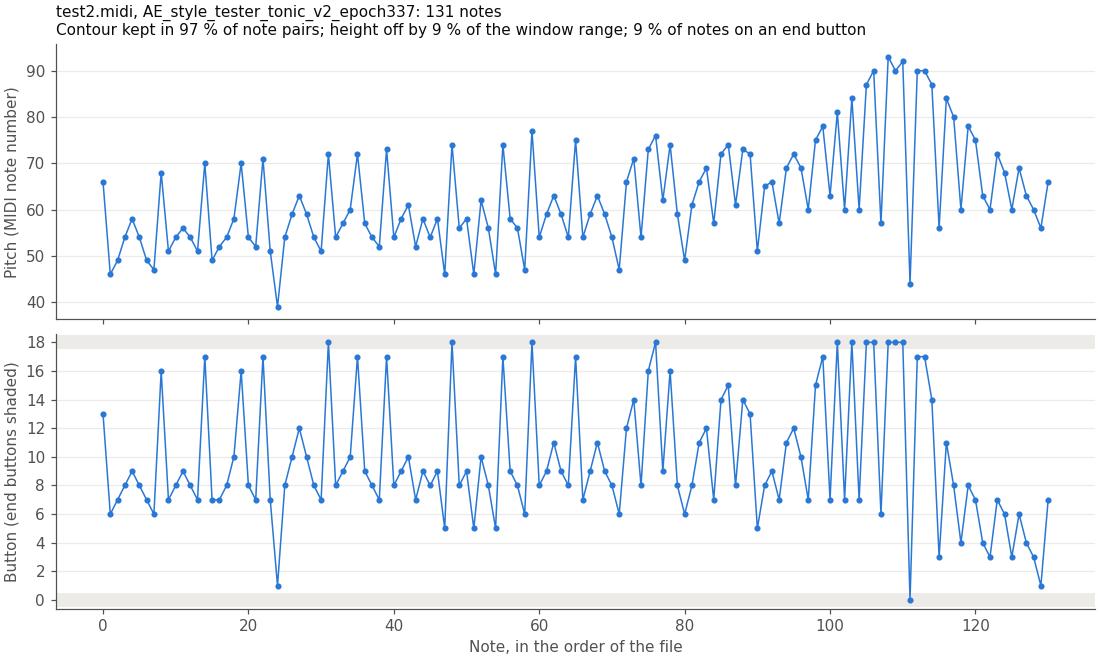 test2.midi, AE_style_tester_tonic_v2_epoch337: 131 notes
Contour kept in 97 % of note pairs; height off by 9 % of the window range; 9 % of notes on an end button
Pitch (MIDI note number)
90
80
70
60
50
40
Button (end buttons shaded)
18
16
14
12
10
8
6
4
2
0
0 20 40 60 80 100 120
Note, in the order of the file